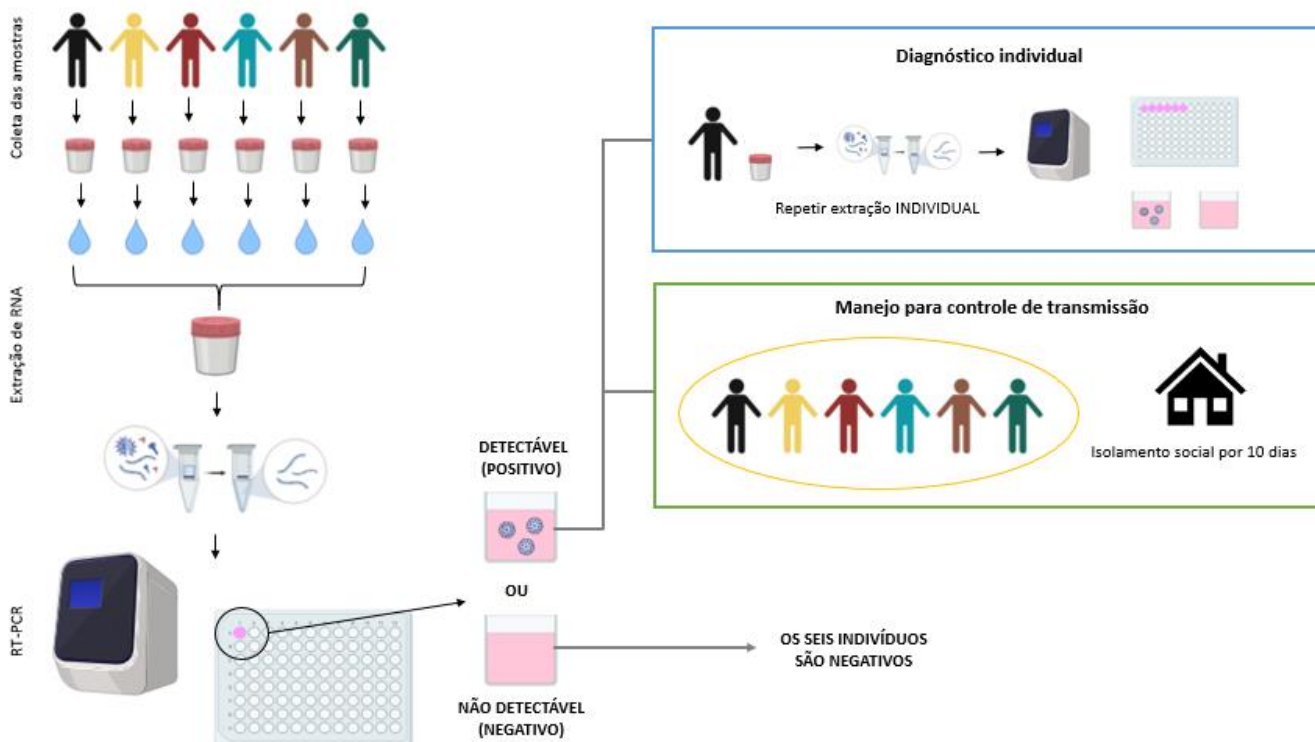 Coleta das amostras
Extração de RNA
RT-PCR
DETECTÁVEL
(POSITIVO)
OU
NÃO DETECTÁVEL
(NEGATIVO)
OS SEIS INDIVÍDUOS
SÃO NEGATIVOS
Diagnóstico individual
Repetir extração INDIVIDUAL
Manejo para controle de transmissão
Isolamento social por 10 dias